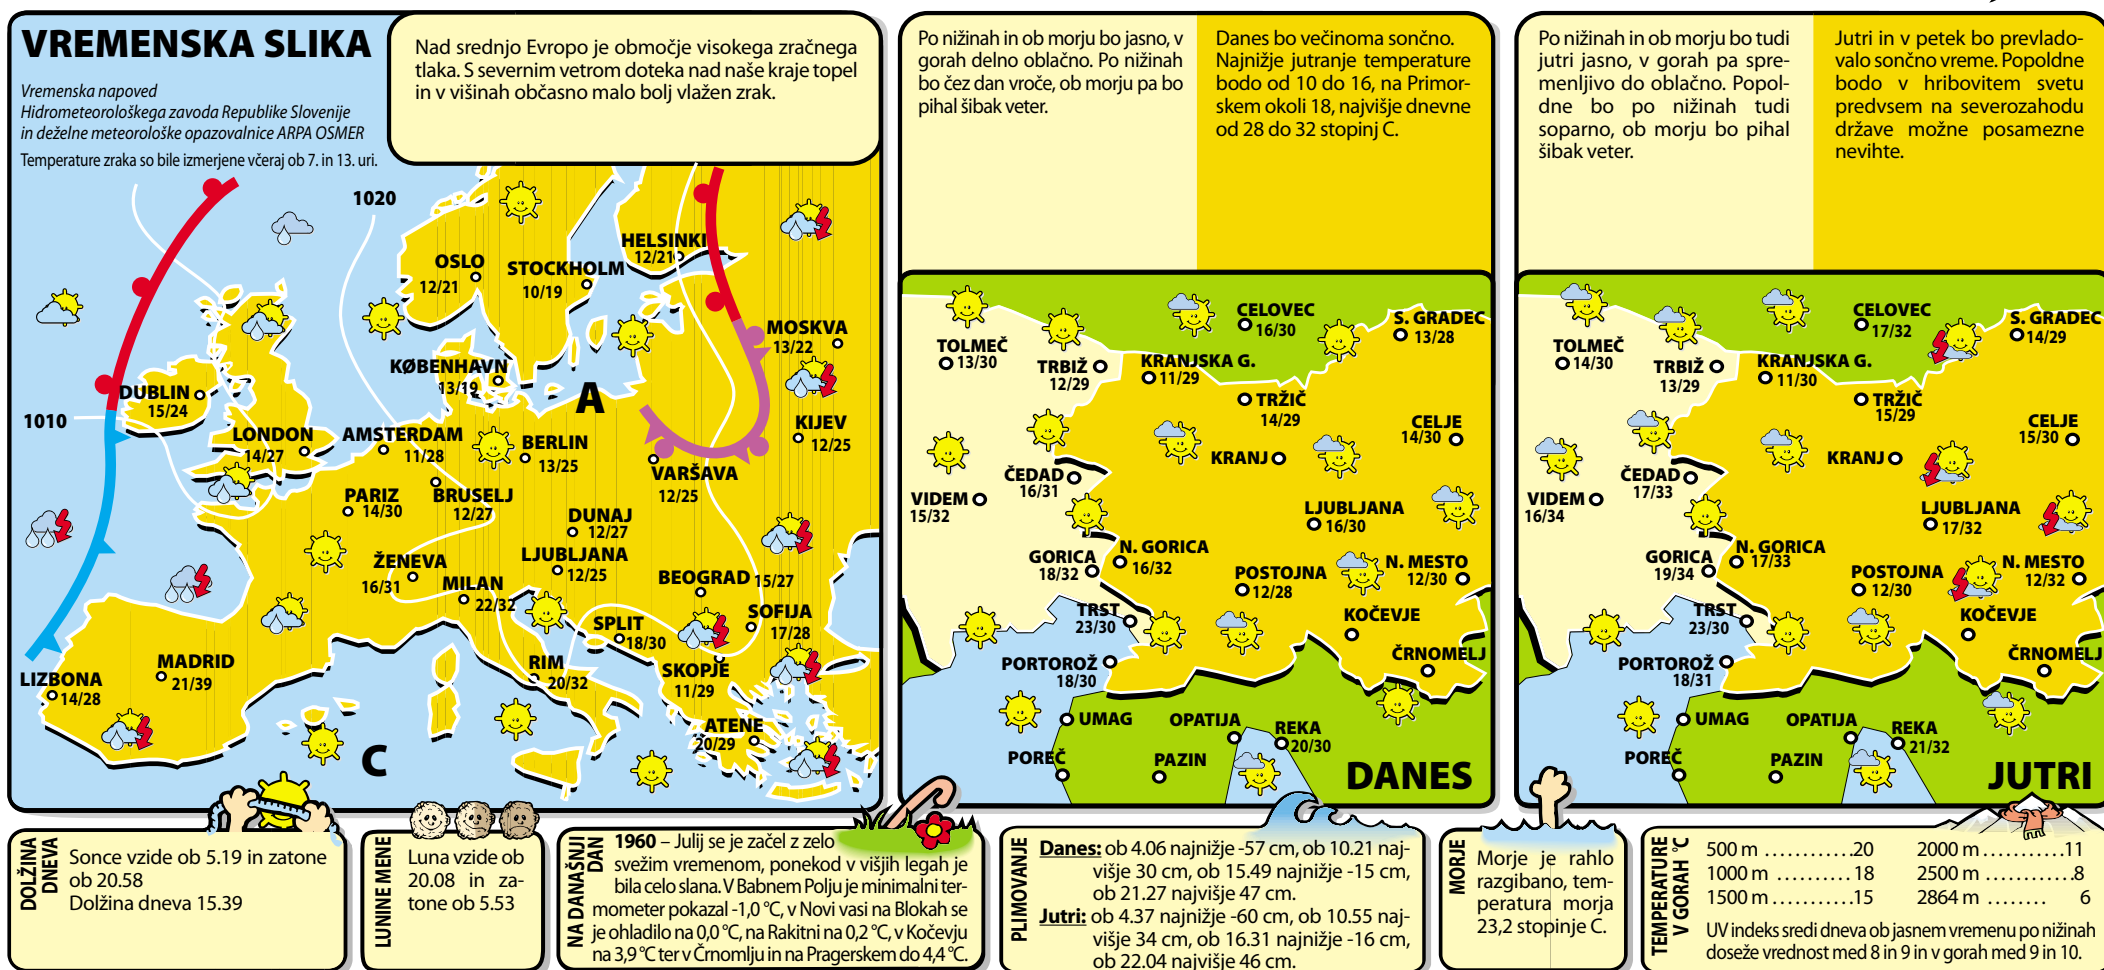 VREMENSKA SLIKA
Vremenska napoved
Hidrometeorološkega zavoda Republike Slovenije
in deželne meteorološke opazovalnice ARPA OSMER
Temperature zraka so bile izmerjene včeraj ob 7. in 13. uri.
Nad srednjo Evropo je območje visokega zračnega
tlaka. S severnim vetrom doteka nad naše kraje topel
in v višinah občasno malo bolj vlažen zrak.
1020
1010
HELSINKI
12/21
OSLO
12/21
STOCKHOLM
10/19
MOSKVA
13/22
KØBENHAVN
13/19
DUBLIN
15/24
A
LONDON
14/27
AMSTERDAM
11/28
BERLIN
13/25
KIJEV
12/25
VARŠAVA
12/25
PARIZ
14/30
BRUSELJ
12/27
DUNAJ
12/27
ŽENEVA
16/31
LJUBLJANA
12/25
MILAN
22/32
BEOGRAD 15/27
SOFIJA
17/28
SPLIT
18/30
LIZBONA
14/28
MADRID
21/39
RIM
20/32
SKOPJE
11/29
ATENE
20/29
C
Po nižinah in ob morju bo jasno, v
gorah delno oblačno. Po nižinah
bo čez dan vroče, ob morju pa bo
pihal šibak veter.
Danes bo večinoma sončno.
Najnižje jutranje temperature
bodo od 10 do 16, na Primor-
skem okoli 18, najvišje dnevne
od 28 do 32 stopinj C.
CELOVEC
16/30
S. GRADEC
13/28
TOLMEČ
13/30
TRBIŽ
12/29
KRANJSKA G.
11/29
TRŽIČ
14/29
CELJE
14/30
KRANJ
ČEDAD
16/31
VIDEM
15/32
LJUBLJANA
16/30
GORICA
18/32
N. GORICA
16/32
POSTOJNA
12/28
N. MESTO
12/30
TRST
23/30
KOČEVJE
PORTOROŽ
18/30
ČRNOMELJ
UMAG
OPATIJA
REKA
20/30
POREČ
PAZIN
DANES
Po nižinah in ob morju bo tudi
jutri jasno, v gorah pa spre-
menljivo do oblačno. Popol-
dne bo po nižinah tudi
soparno, ob morju bo pihal
šibak veter.
Jutri in v petek bo prevlado-
valo sončno vreme. Popoldne
bodo v hribovitem svetu
predvsem na severozahodu
države možne posamezne
nevihte.
CELOVEC
17/32
S. GRADEC
14/29
TOLMEČ
14/30
TRBIŽ
13/29
KRANJSKA G.
11/30
TRŽIČ
15/29
CELJE
15/30
KRANJ
ČEDAD
17/33
VIDEM
16/34
LJUBLJANA
17/32
GORICA
19/34
N. GORICA
17/33
POSTOJNA
12/30
N. MESTO
12/32
TRST
23/30
KOČEVJE
PORTOROŽ
18/31
ČRNOMELJ
UMAG
OPATIJA
REKA
21/32
POREČ
PAZIN
JUTRI
DOLŽINA
DNEVA
Sonce vzide ob 5.19 in zatone
ob 20.58
Dolžina dneva 15.39
LUNINE MENE
Luna vzide ob
20.08 in za-
tone ob 5.53
NA DANAŠNJI
DAN
1960 – Julij se je začel z zelo
svežim vremenom, ponekod v višjih legah je
bila celo slana. V Babnem Polju je minimalni ter-
mometer pokazal -1,0 °C, v Novi vasi na Blokah se
je ohladilo na 0,0 °C, na Rakitni na 0,2 °C, v Kočevju
na 3,9 °C ter v Črnomlju in na Pragerskem do 4,4 °C.
PLIMOVANJE
Danes: ob 4.06 najnižje -57 cm, ob 10.21 naj-
višje 30 cm, ob 15.49 najnižje -15 cm,
ob 21.27 najvišje 47 cm.
Jutri: ob 4.37 najnižje -60 cm, ob 10.55 naj-
višje 34 cm, ob 16.31 najnižje -16 cm,
ob 22.04 najvišje 46 cm.
MORJE
Morje je rahlo
razgibano, tem-
peratura morja
23,2 stopinje C.
TEMPERATURE
V GORAH °C
500 m ............20
1000 m ............18
1500 m ............15
2000 m ...........11
2500 m ............8
2864 m ........ 6
UV indeks sredi dneva ob jasnem vremenu po nižinah
doseže vrednost med 8 in 9 in v gorah med 9 in 10.